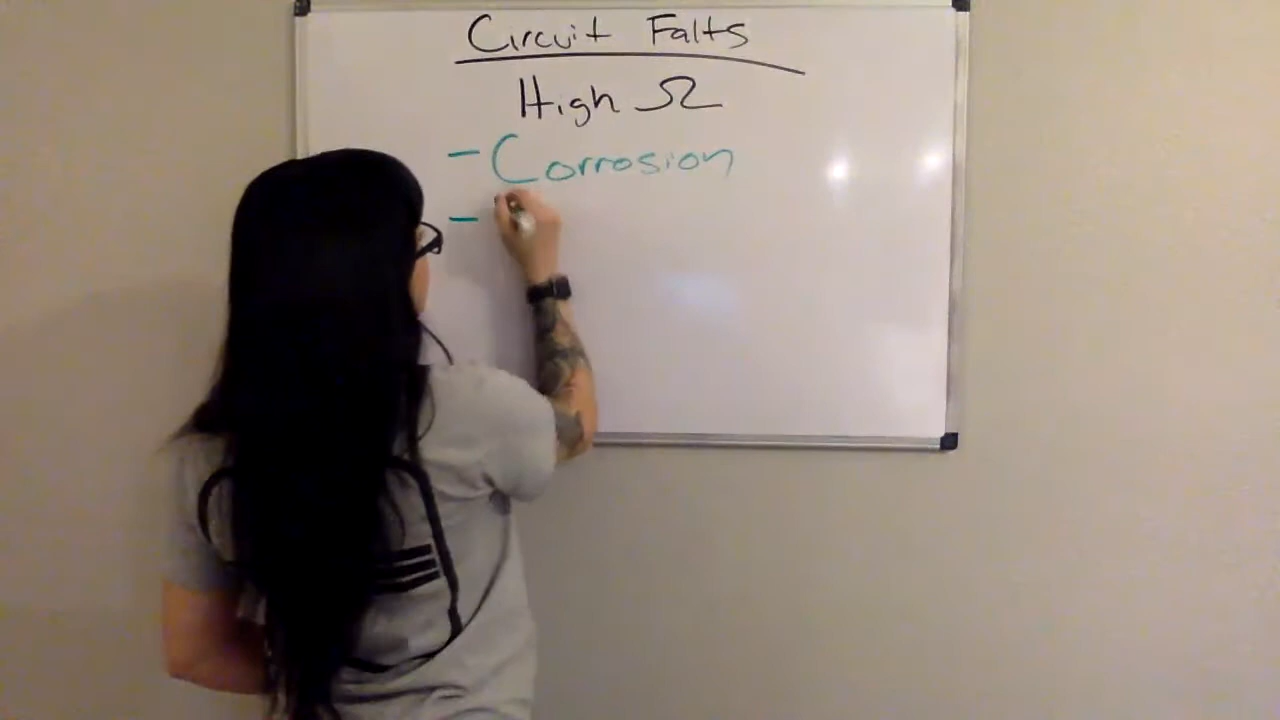 Circuit Falts
High Ω
- Corrosion
-